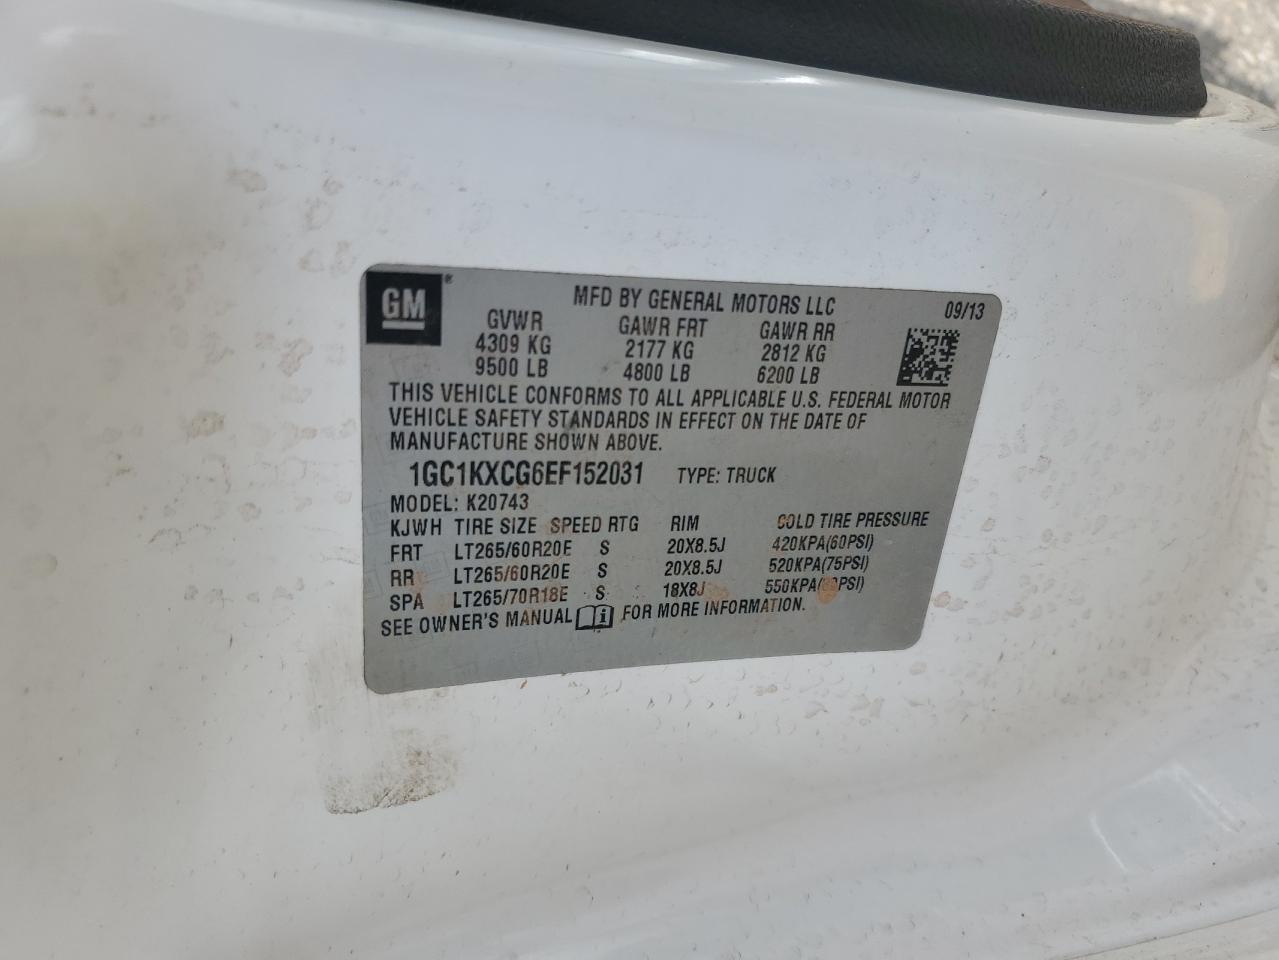 GM ®
MFD BY GENERAL MOTORS LLC 09/13
GVWR GAWR FRT GAWR RR
4309 KG 2177 KG 2812 KG
9500 LB 4800 LB 6200 LB
THIS VEHICLE CONFORMS TO ALL APPLICABLE U.S. FEDERAL MOTOR
VEHICLE SAFETY STANDARDS IN EFFECT ON THE DATE OF
MANUFACTURE SHOWN ABOVE.
1GC1KXCG6EF152031 TYPE: TRUCK
MODEL: K20743
KJWH TIRE SIZE SPEED RTG RIM COLD TIRE PRESSURE
FRT LT265/60R20E S 20X8.5J 420KPA(60PSI)
RR LT265/60R20E S 20X8.5J 520KPA(75PSI)
SPA LT265/70R18E S 18X8J
SEE OWNER'S MANUAL FOR MORE INFORMATION.